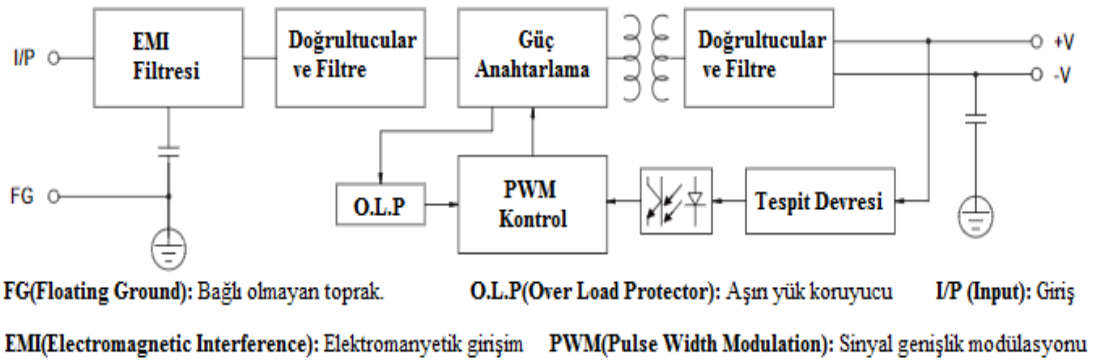 I/P
EMI
Filtresi
Doğrultucular
ve Filtre
Güç
Anahtarlama
Doğrultucular
ve Filtre
+V
-V
FG
O.L.P
PWM
Kontrol
Tespit Devresi
FG(Floating Ground): Bağlı olmayan toprak.
O.L.P(Over Load Protector): Aşırı yük koruyucu
I/P (Input): Giriş
EMI(Electromagnetic Interference): Elektromanyetik girişim
PWM(Pulse Width Modulation): Sinyal genişlik modülasyonu